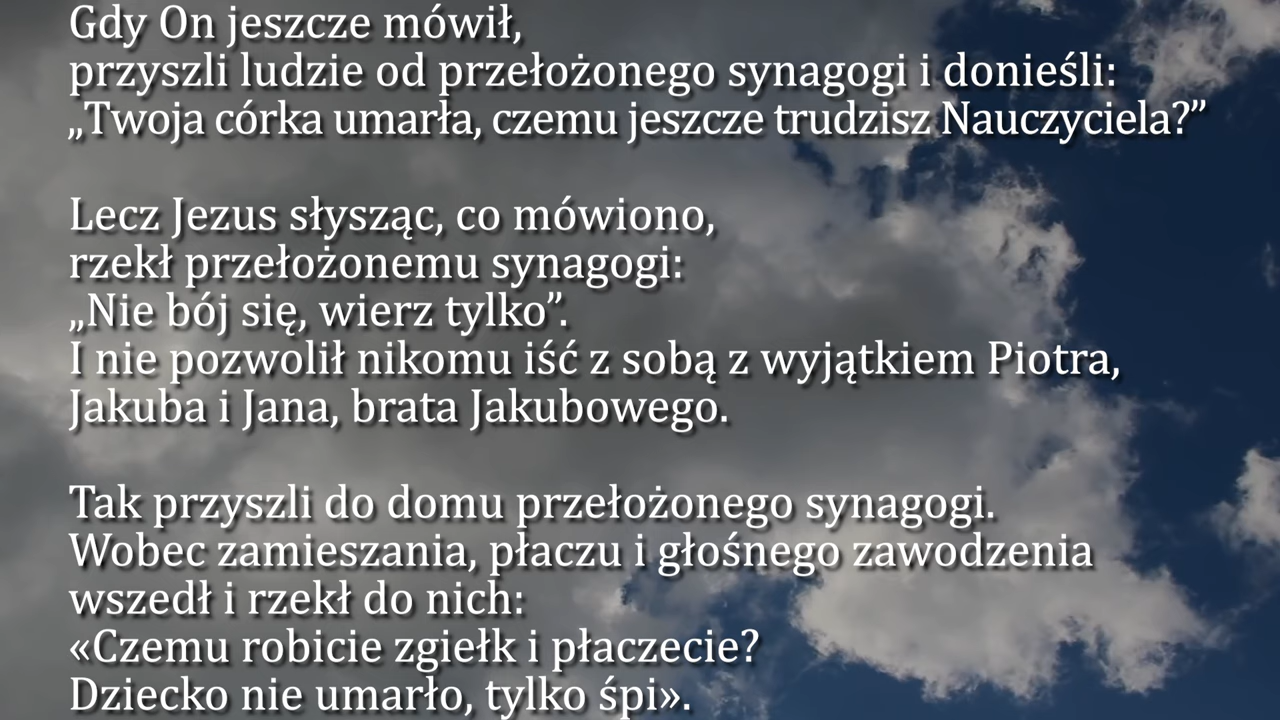 Gdy On jeszcze mówił,
przyszli ludzie od przełożonego synagogi i donieśli:
„Twoja córka umarła, czemu jeszcze trudzisz Nauczyciela?”
Lecz Jezus słysząc, co mówiono,
rzekł przełożonemu synagogi:
„Nie bój się, wierz tylko”.
I nie pozwolił nikomu iść z sobą z wyjątkiem Piotra,
Jakuba i Jana, brata Jakubowego.
Tak przyszli do domu przełożonego synagogi.
Wobec zamieszania, płaczu i głośnego zawodzenia
wszedł i rzekł do nich:
«Czemu robicie zgiełk i płaczecie?
Dziecko nie umarło, tylko śpi».